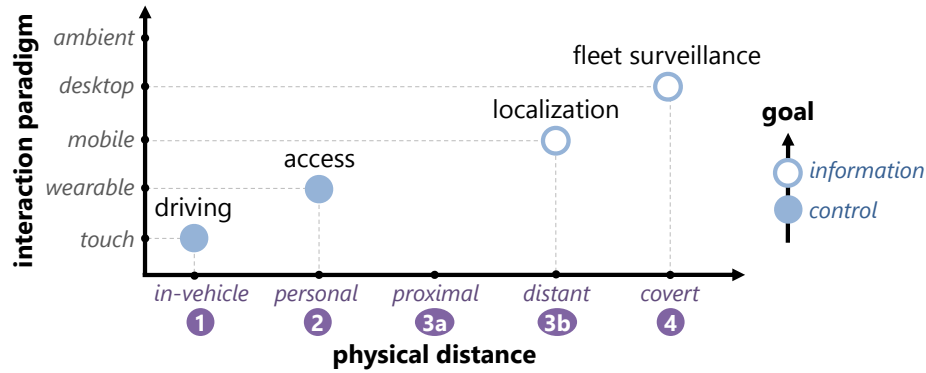 interaction paradigm
ambient
desktop
mobile
wearable
touch
fleet surveillance
localization
access
driving
goal
information
control
in-vehicle personal proximal distant covert
1 2 3a 3b 4
physical distance